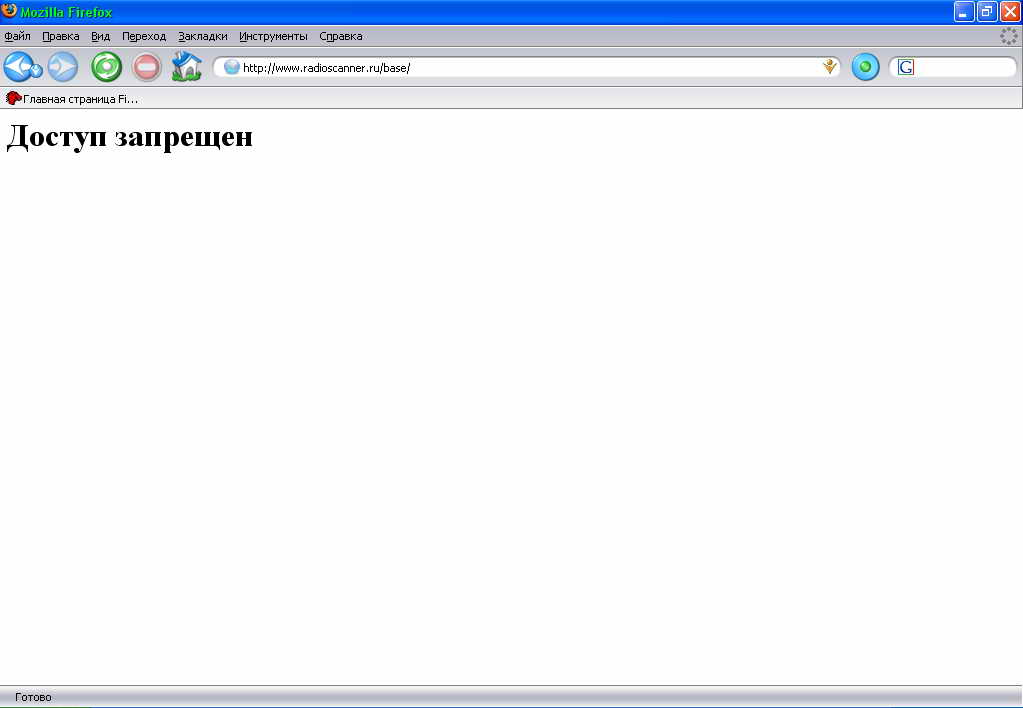 Mozilla Firefox
Файл Правка Вид Переход Закладки Инструменты Справка
http://www.radioscanner.ru/base/
G
Главная страница Fi...
Доступ запрещен
Готово